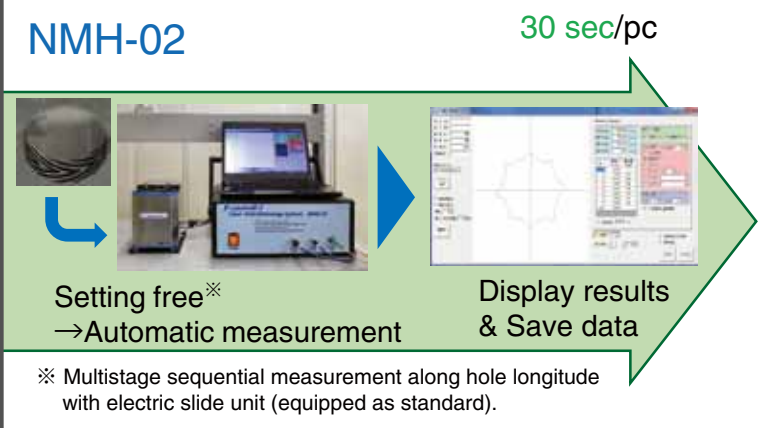 NMH-02
30 sec/pc
Setting free※
→Automatic measurement
Display results
& Save data
※ Multistage sequential measurement along hole longitude
with electric slide unit (equipped as standard).